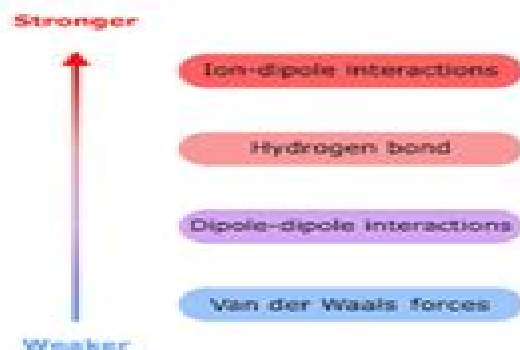 Stronger
Ion-dipole interactions
Hydrogen bond
Dipole-dipole interactions
Van der Waals forces
Weaker